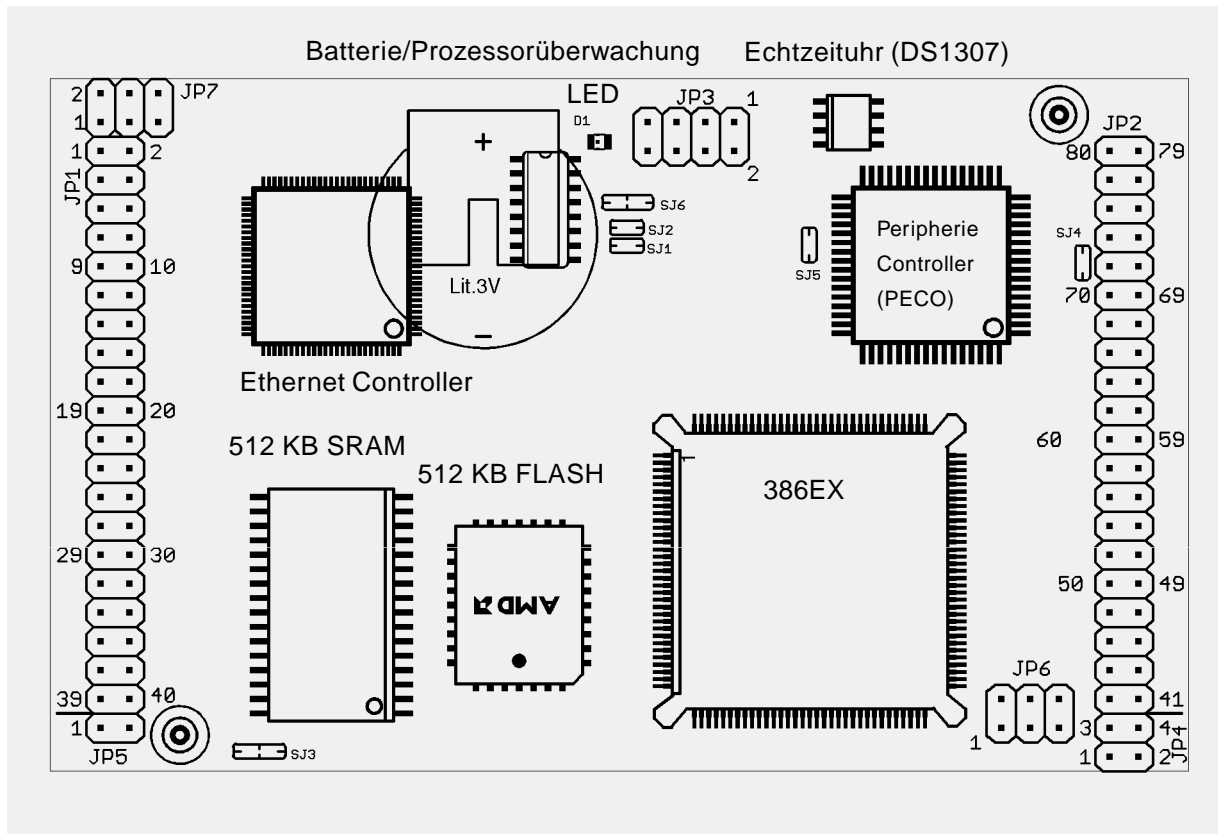 Batterie/Prozessorüberwachung Echtzeituhr (DS1307)
2 JP7 LED JP3 1
1 D1 JP2
1 2 + 2 80 79
JP1 SJ6
SJ2 Peripherie SJ4
SJ1 Controller
9 10 SJ5
Lit.3V (PECO) 70 69
-
Ethernet Controller
19 20
512 KB SRAM 60 59
512 KB FLASH
386EX 1
29 30
50 49
AMD
JP6
39 40 41
1 3 4
JP5 SJ3 1 1 2 JP4